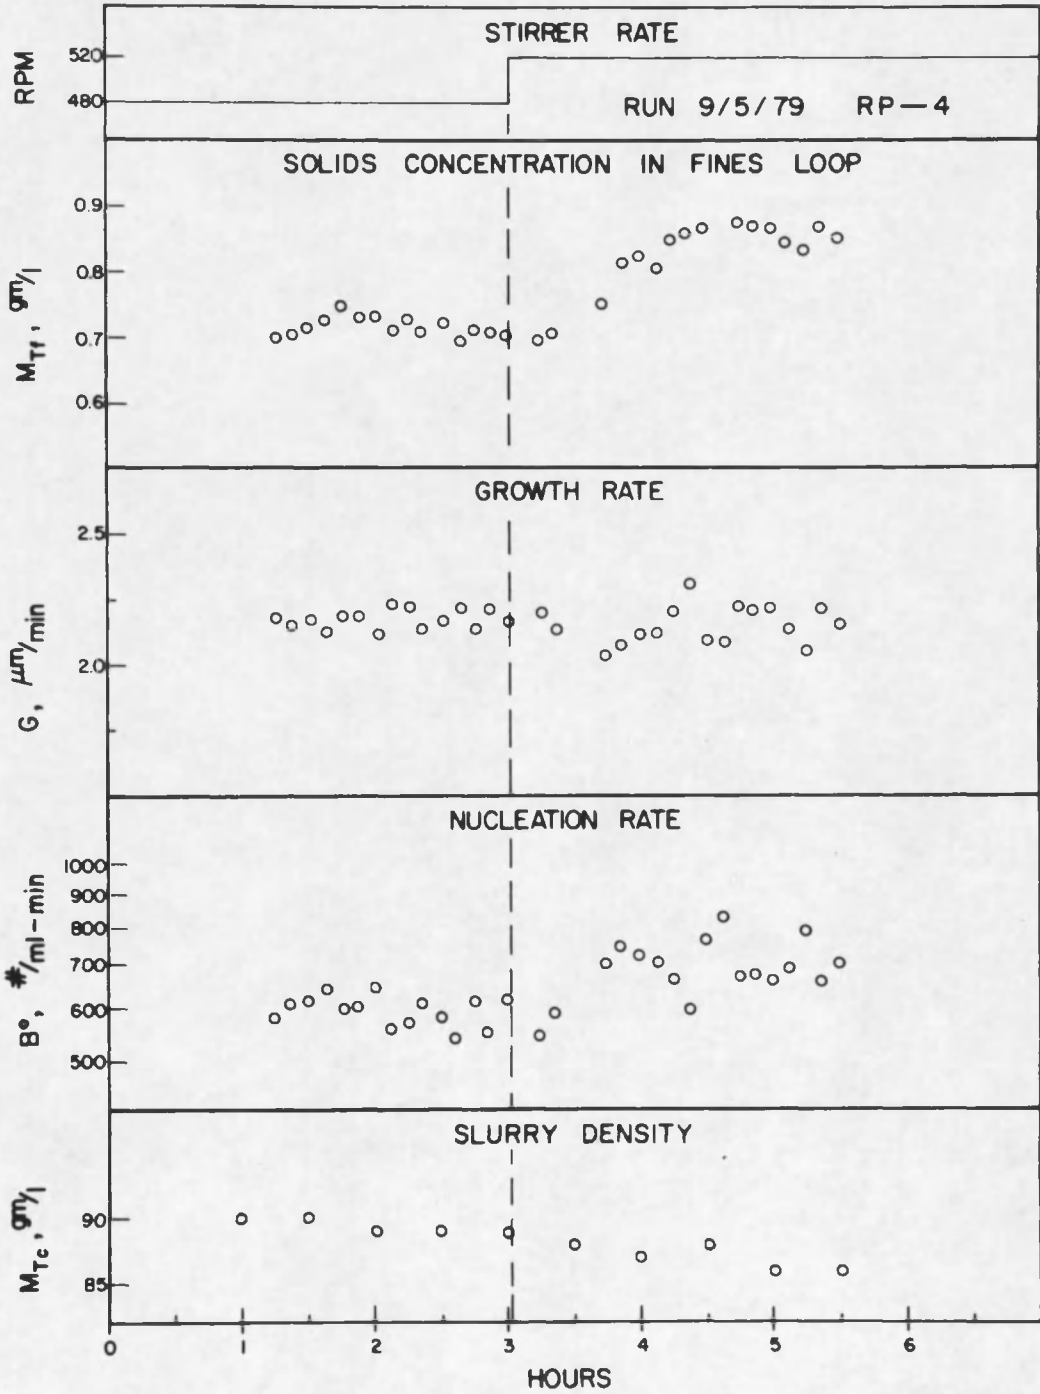 STIRRER RATE
RPM
520
480
RUN 9/5/79 RP—4
SOLIDS CONCENTRATION IN FINES LOOP
M_Tf, gm/l
0.9
0.8
0.7
0.6
GROWTH RATE
G, μm/min
2.5
2.0
NUCLEATION RATE
B°, #/ml-min
1000
900
800
700
600
500
SLURRY DENSITY
M_Tc, gm/l
90
85
0 1 2 3 4 5 6
HOURS